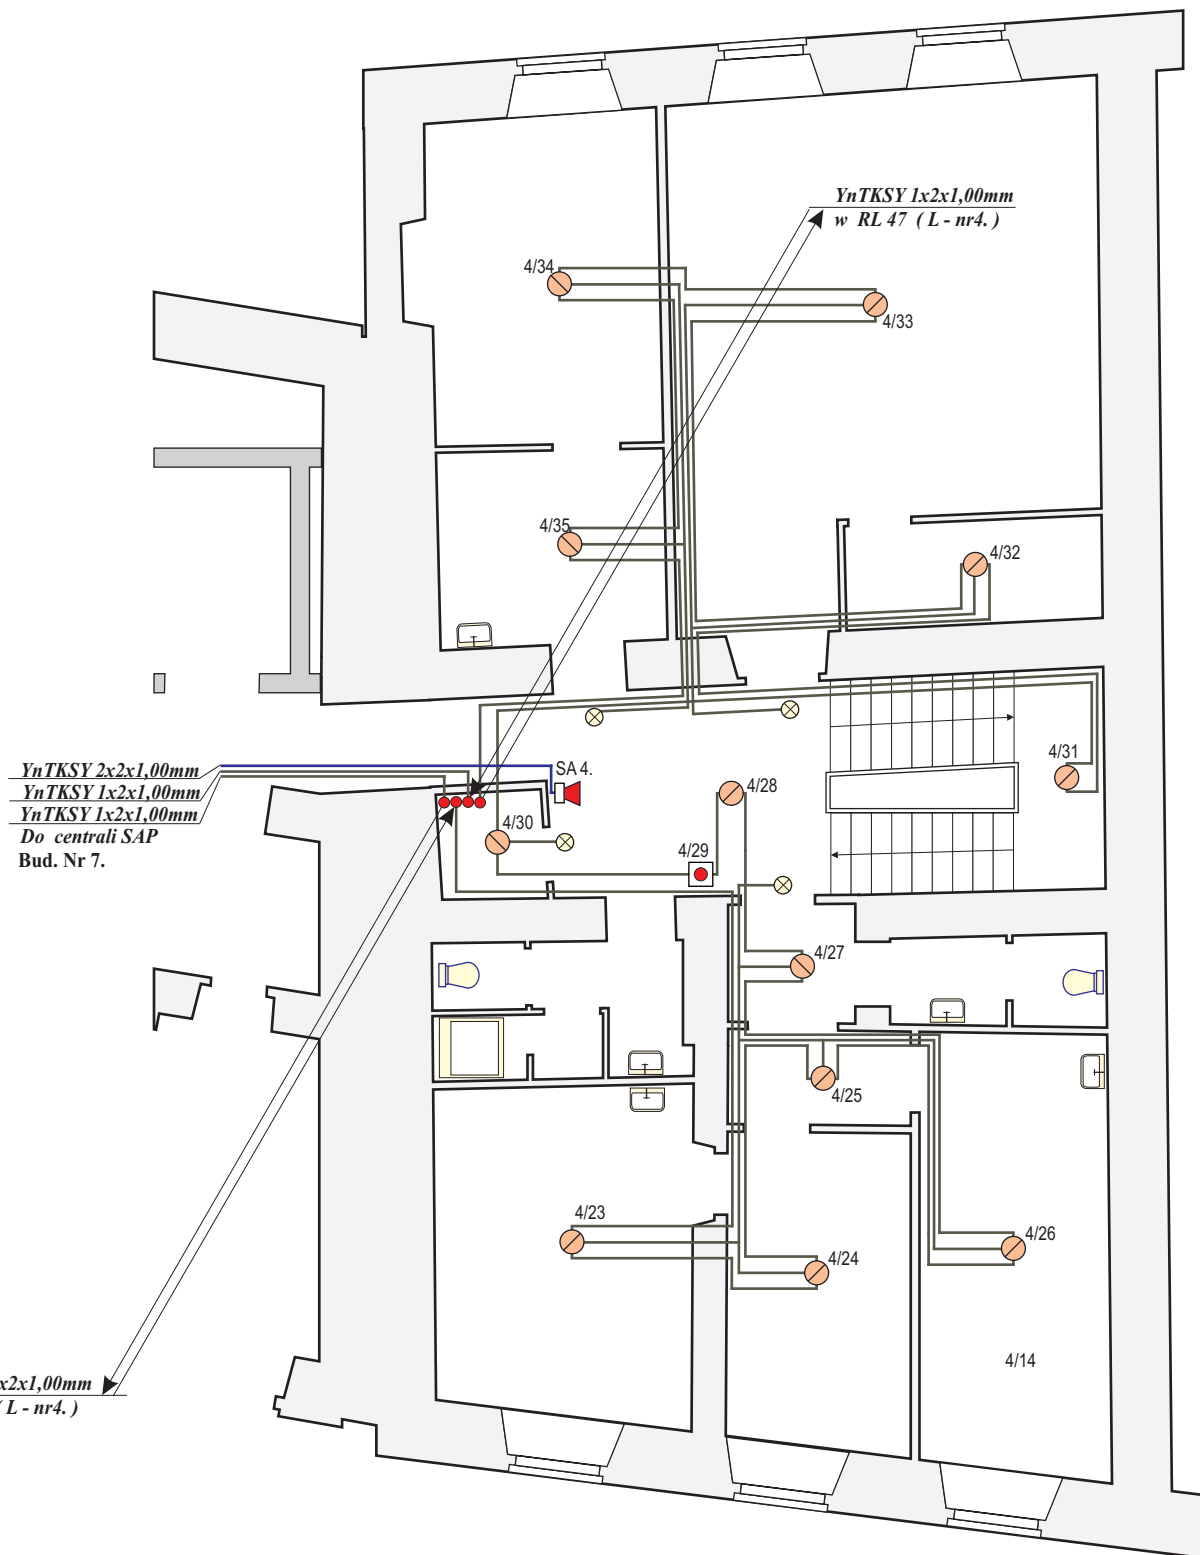 YnTKSY 1x2x1,00mm
w RL 47 ( L - nr4. )
4/34
4/33
4/35
4/32
YnTKSY 2x2x1,00mm
YnTKSY 1x2x1,00mm
YnTKSY 1x2x1,00mm
Do centrali SAP
Bud. Nr 7.
SA 4.
4/31
4/28
4/30
4/29
4/27
4/25
4/23
4/26
4/24
4/14
x2x1,00mm
( L - nr4. )